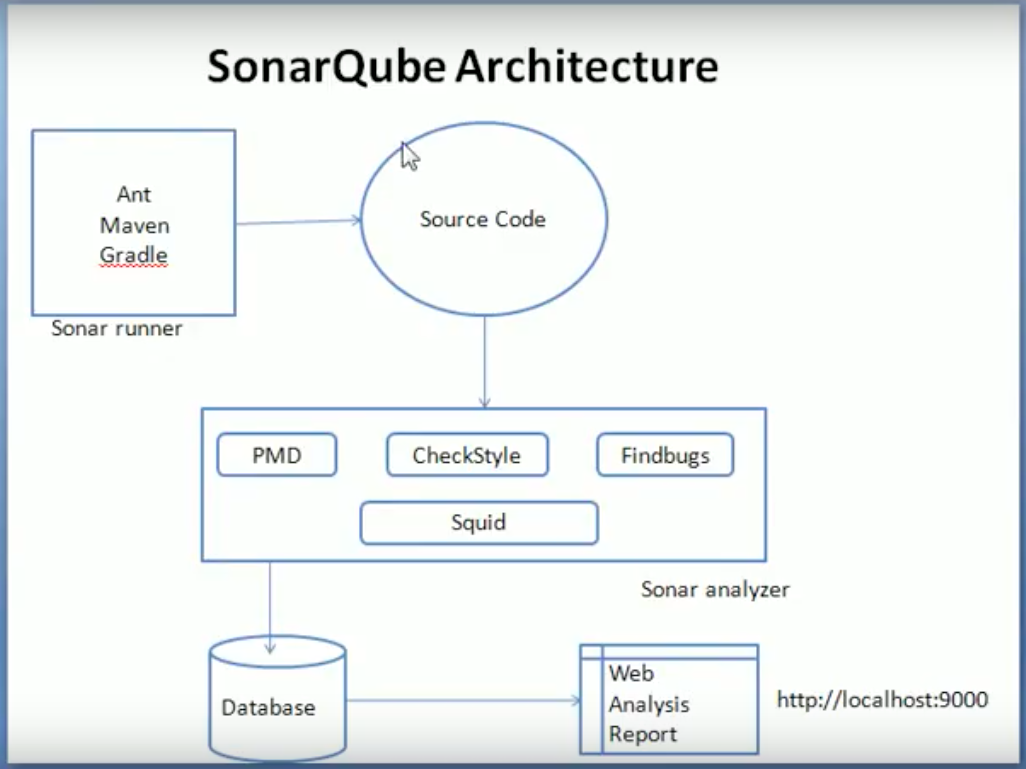 SonarQube Architecture
Ant
Maven
Gradle
Sonar runner
Source Code
PMD
CheckStyle
Findbugs
Squid
Sonar analyzer
Database
Web
Analysis
Report
http://localhost:9000